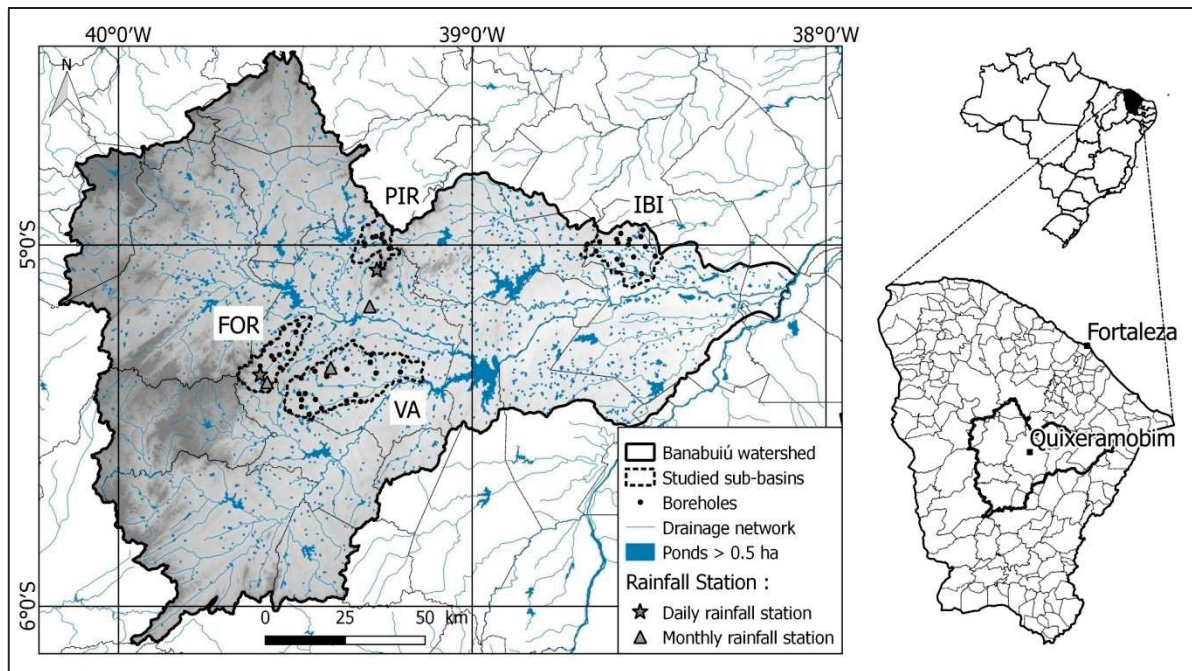 40°0'W
39°0'W
38°0'W
N
PIR
IBI
5°0'S
FOR
VA
6°0'S
0 25 50 km
Banabuiú watershed
Studied sub-basins
Boreholes
Drainage network
Ponds > 0.5 ha
Rainfall Station :
Daily rainfall station
Monthly rainfall station
Fortaleza
Quixeramobim